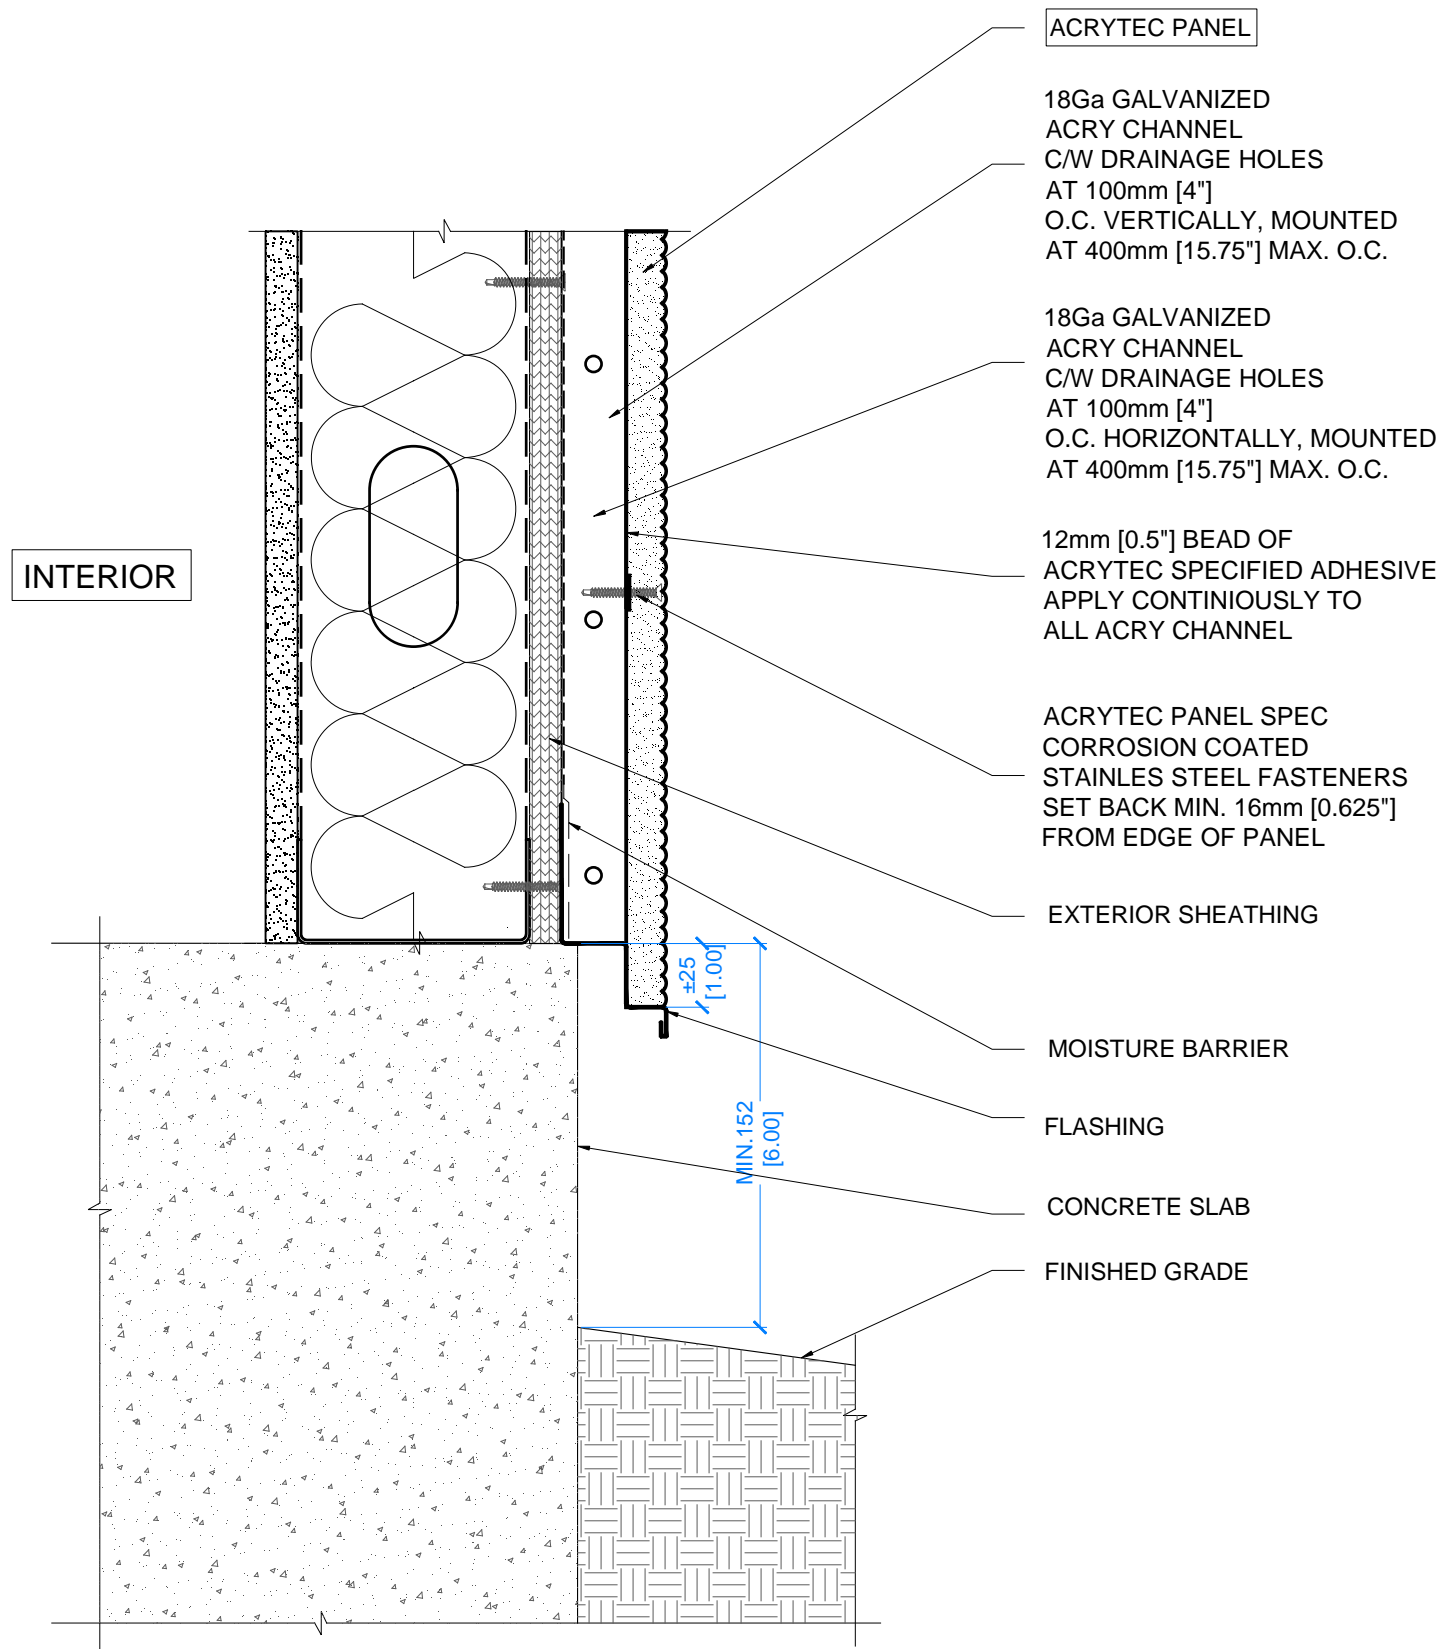 ACRYTEC PANEL
18Ga GALVANIZED
ACRY CHANNEL
C/W DRAINAGE HOLES
AT 100mm [4"]
O.C. VERTICALLY, MOUNTED
AT 400mm [15.75"] MAX. O.C.
18Ga GALVANIZED
ACRY CHANNEL
C/W DRAINAGE HOLES
AT 100mm [4"]
O.C. HORIZONTALLY, MOUNTED
AT 400mm [15.75"] MAX. O.C.
INTERIOR
12mm [0.5"] BEAD OF
ACRYTEC SPECIFIED ADHESIVE
APPLY CONTINIOUSLY TO
ALL ACRY CHANNEL
ACRYTEC PANEL SPEC
CORROSION COATED
STAINLES STEEL FASTENERS
SET BACK MIN. 16mm [0.625"]
FROM EDGE OF PANEL
EXTERIOR SHEATHING
±25
[1.00]
MOISTURE BARRIER
MIN.152
[6.00]
FLASHING
CONCRETE SLAB
FINISHED GRADE